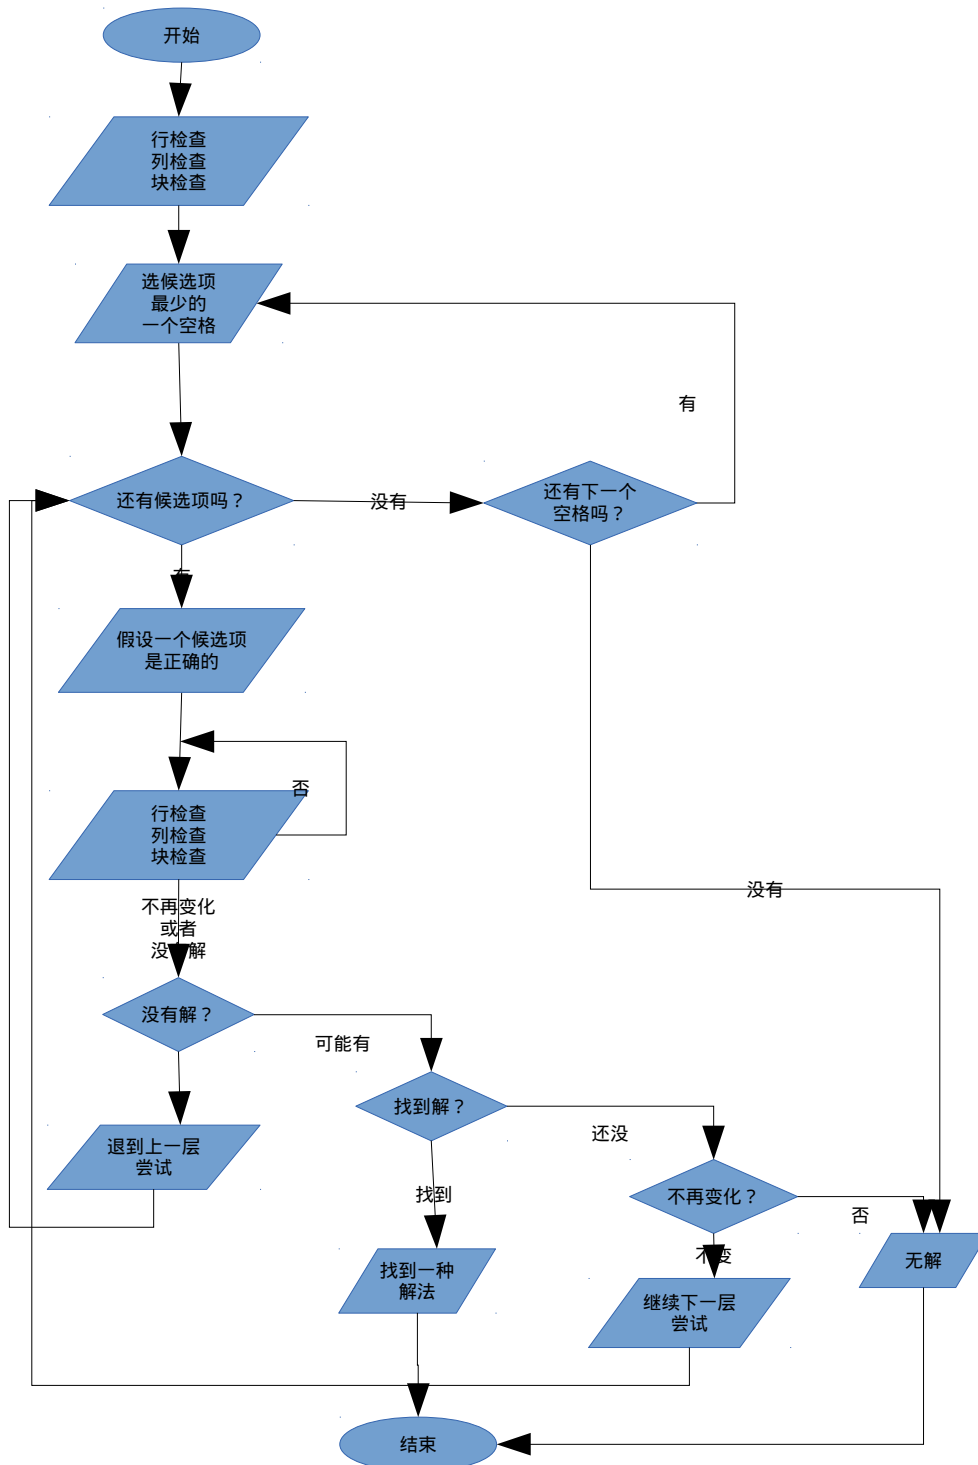 开始
行检查
列检查
块检查
选候选项
最少的
一个空格
有
还有候选项吗？
没有
还有下一个
空格吗？
假设一个候选项
是正确的
否
行检查
列检查
块检查
没有
不再变化
或者
没 解
没有解？
可能有
找到解？
还没
退到上一层
尝试
找到
不再变化？
否
找到一种
解法
不变
无解
继续下一层
尝试
结束